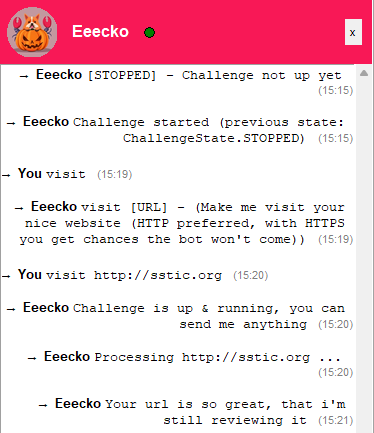 Eeecko
x
→ Eeecko [STOPPED] - Challenge not up yet
(15:15)
→ Eeecko Challenge started (previous state:
ChallengeState.STOPPED) (15:15)
→ You visit (15:19)
→ Eeecko visit [URL] - (Make me visit your
nice website (HTTP preferred, with HTTPS
you get chances the bot won't come)) (15:19)
→ You visit http://sstic.org (15:20)
→ Eeecko Challenge is up & running, you can
send me anything (15:20)
→ Eeecko Processing http://sstic.org ...
(15:20)
→ Eeecko Your url is so great, that i'm
still reviewing it (15:21)